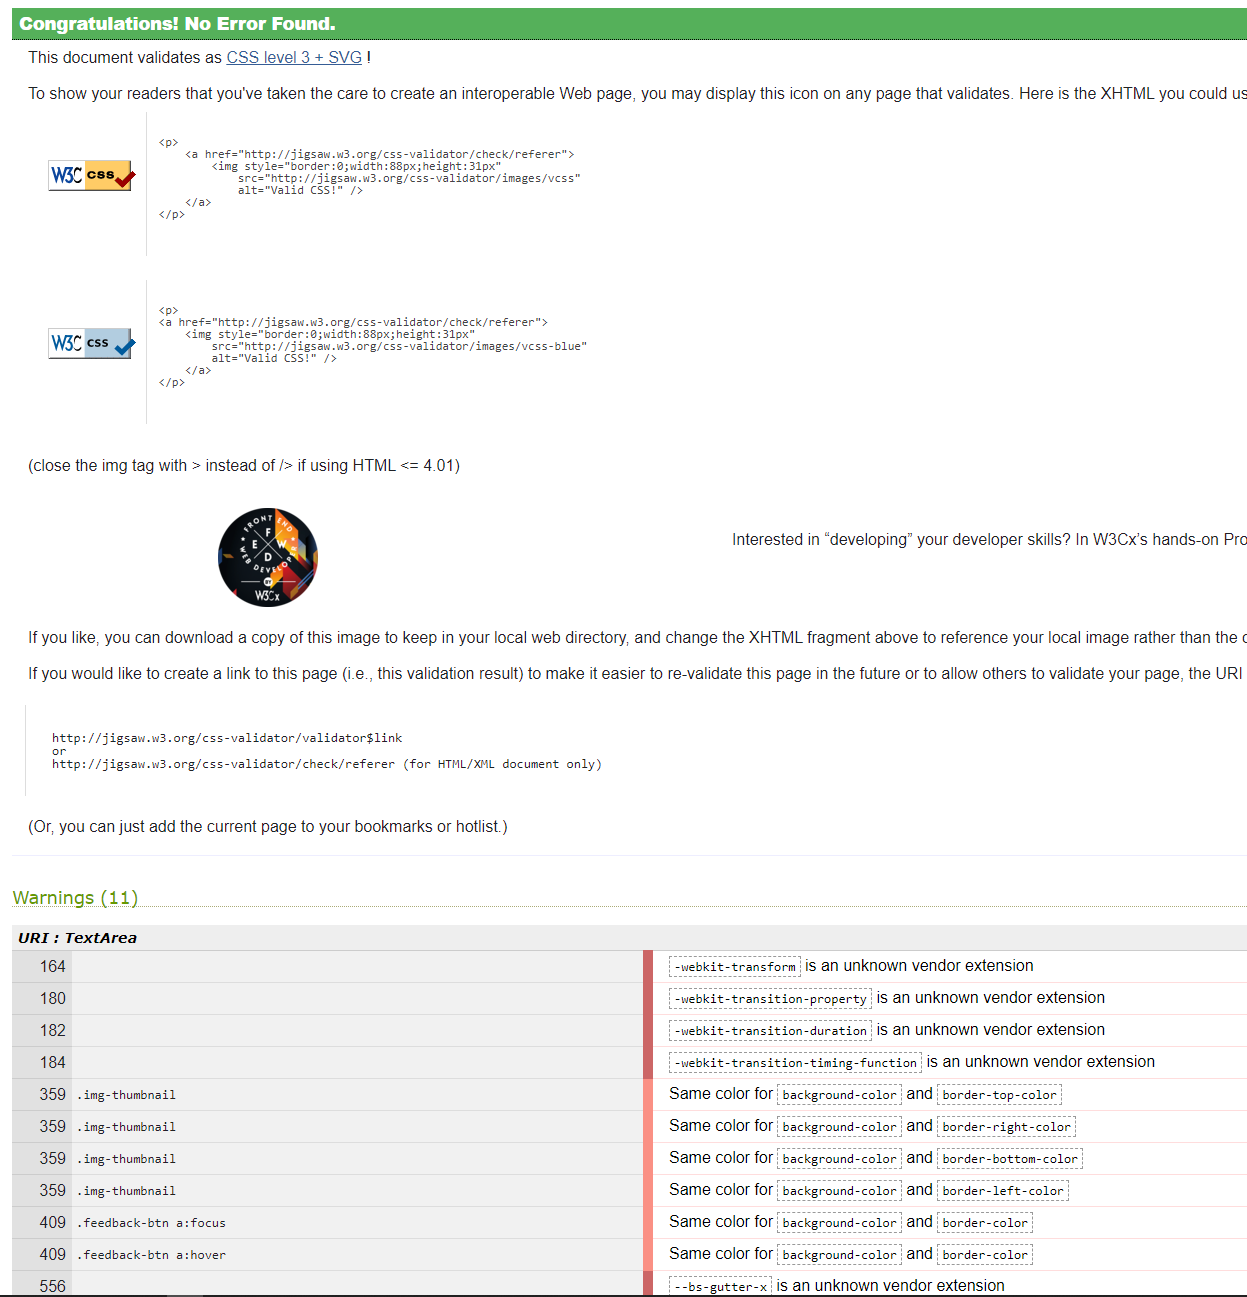 Congratulations! No Error Found.
This document validates as CSS level 3 + SVG !
To show your readers that you've taken the care to create an interoperable Web page, you may display this icon on any page that validates. Here is the XHTML you could us
<p>
<a href="http://jigsaw.w3.org/css-validator/check/referer">
<img style="border:0;width:88px;height:31px"
src="http://jigsaw.w3.org/css-validator/images/vcss"
alt="Valid CSS!" />
</a>
</p>
W3C css
<p>
<a href="http://jigsaw.w3.org/css-validator/check/referer">
<img style="border:0;width:88px;height:31px"
src="http://jigsaw.w3.org/css-validator/images/vcss-blue"
alt="Valid CSS!" />
</a>
</p>
W3C css
(close the img tag with > instead of /> if using HTML <= 4.01)
FRONT END
WEB DEVELOPER
F E W D
BY
W3Cx
Interested in “developing” your developer skills? In W3Cx’s hands-on Pro
If you like, you can download a copy of this image to keep in your local web directory, and change the XHTML fragment above to reference your local image rather than the
If you would like to create a link to this page (i.e., this validation result) to make it easier to re-validate this page in the future or to allow others to validate your page, the URI
http://jigsaw.w3.org/css-validator/validator$link
or
http://jigsaw.w3.org/css-validator/check/referer (for HTML/XML document only)
(Or, you can just add the current page to your bookmarks or hotlist.)
Warnings (11)
URI : TextArea
164 -webkit-transform is an unknown vendor extension
180 -webkit-transition-property is an unknown vendor extension
182 -webkit-transition-duration is an unknown vendor extension
184 -webkit-transition-timing-function is an unknown vendor extension
359 .img-thumbnail Same color for background-color and border-top-color
359 .img-thumbnail Same color for background-color and border-right-color
359 .img-thumbnail Same color for background-color and border-bottom-color
359 .img-thumbnail Same color for background-color and border-left-color
409 .feedback-btn a:focus Same color for background-color and border-color
409 .feedback-btn a:hover Same color for background-color and border-color
556 --bs-gutter-x is an unknown vendor extension